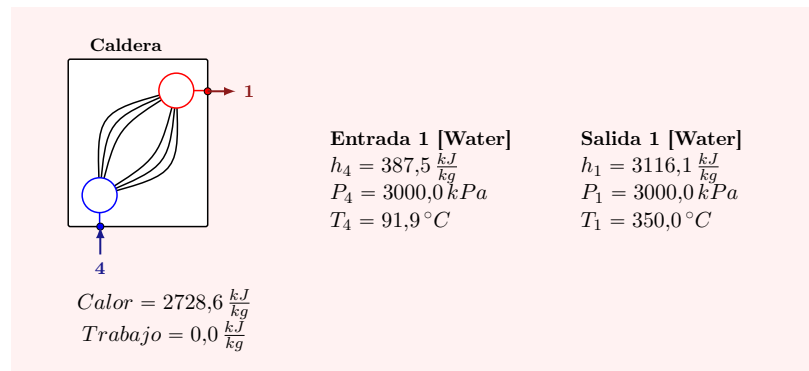 Caldera
1
4
Calor = 2728,6 kJ/kg
Trabajo = 0,0 kJ/kg
Entrada 1 [Water]
h₄ = 387,5 kJ/kg
P₄ = 3000,0 kPa
T₄ = 91,9 °C
Salida 1 [Water]
h₁ = 3116,1 kJ/kg
P₁ = 3000,0 kPa
T₁ = 350,0 °C